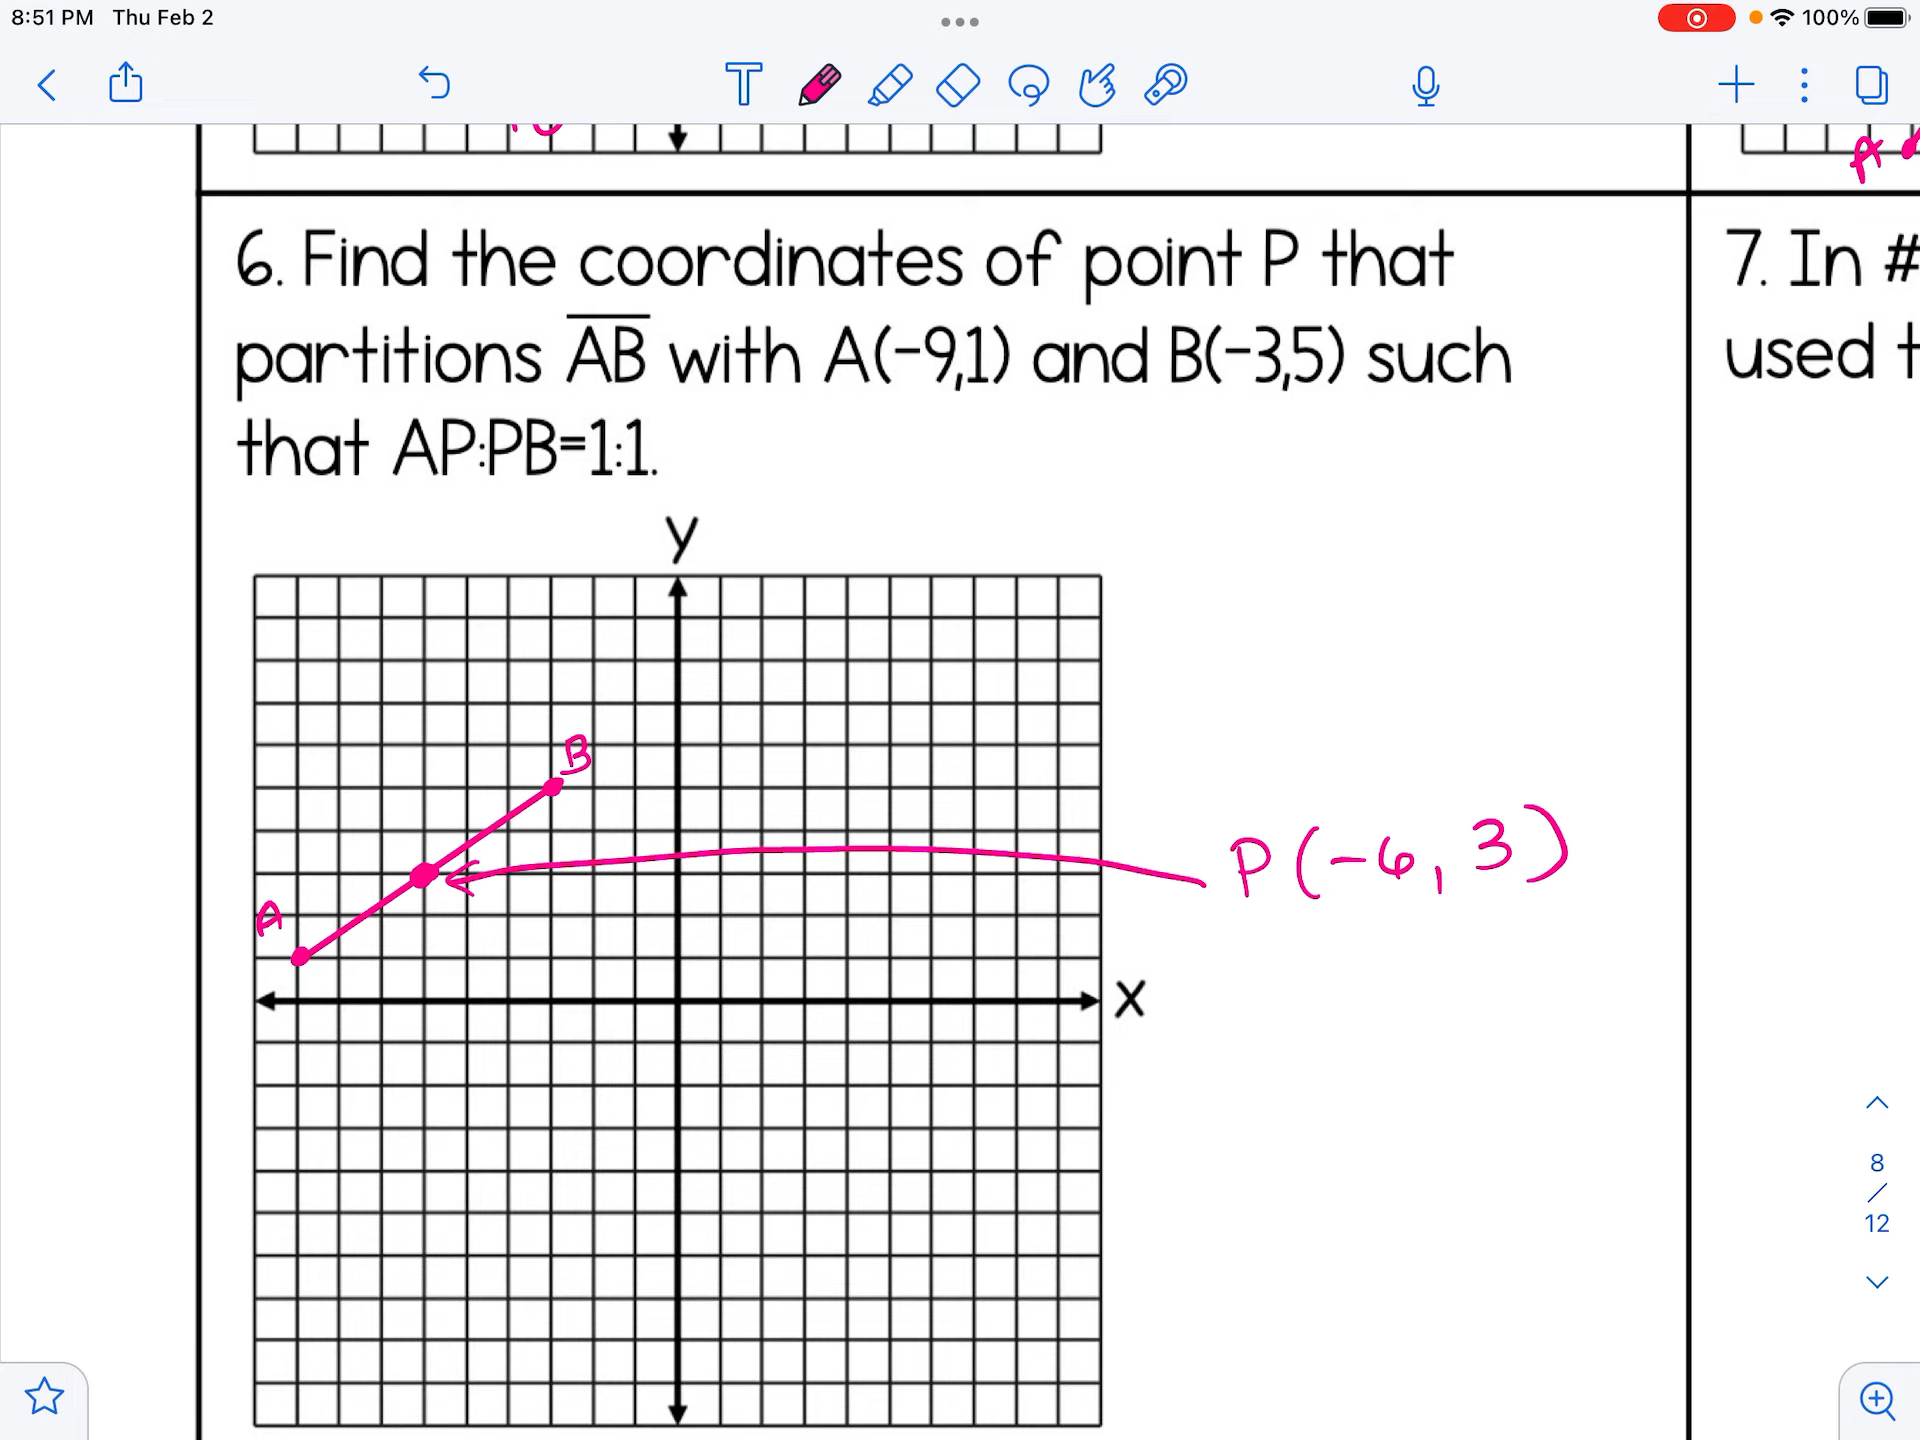 8:51 PM Thu Feb 2
100%
T
A
6. Find the coordinates of point P that
partitions AB with A(-9,1) and B(-3,5) such
that AP:PB=1:1.
7. In #
used t
y
B
A
P(-6, 3)
x
8
/
12